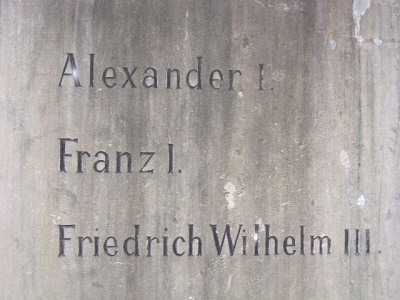 Alexander I.
Franz I.
Friedrich Wilhelm III.